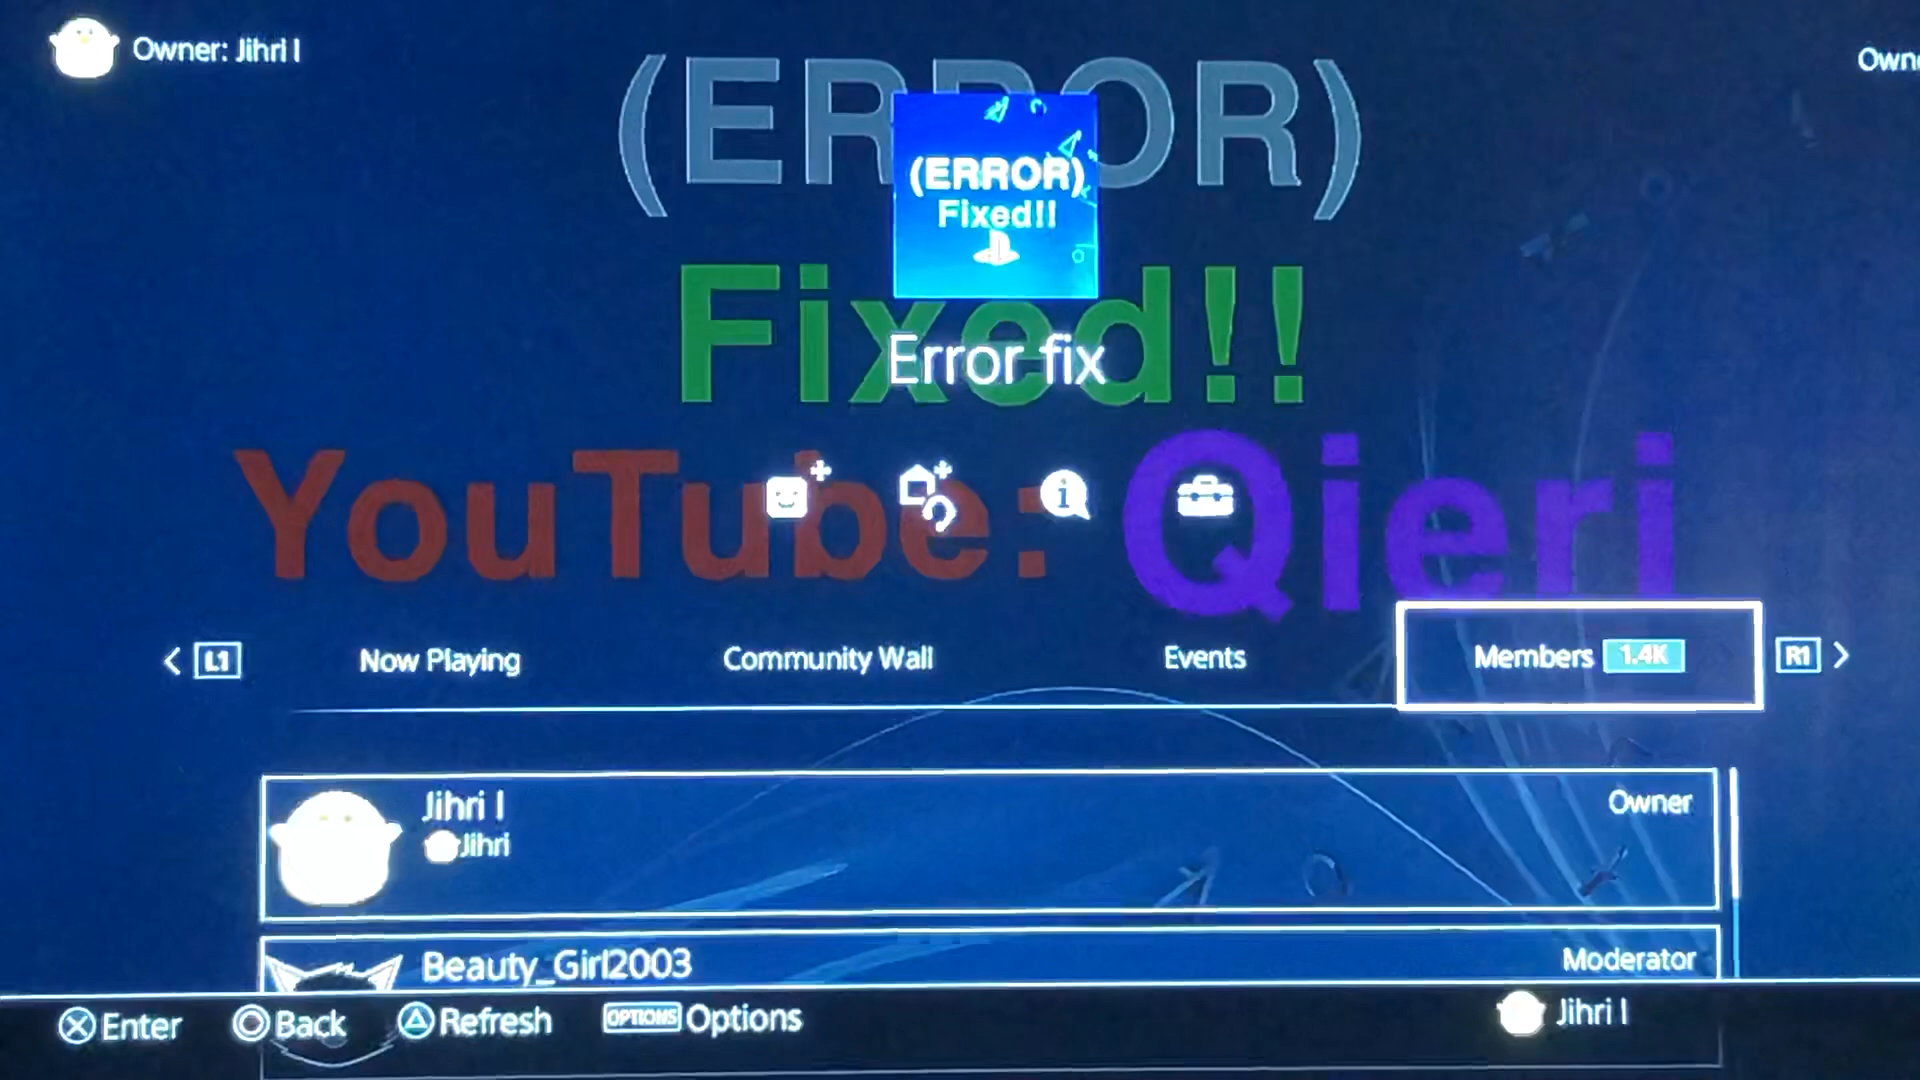 Owner: Jihri I
Owne
(ERROR)
(ERROR)
Fixed!!
Fixed!!
Error fix
YouTube: Qieri
L1
Now Playing
Community Wall
Events
Members 1.4K
R1
Jihri I
Jihri
Owner
Beauty_Girl2003
Moderator
Enter
Back
Refresh
OPTIONS Options
Jihri I